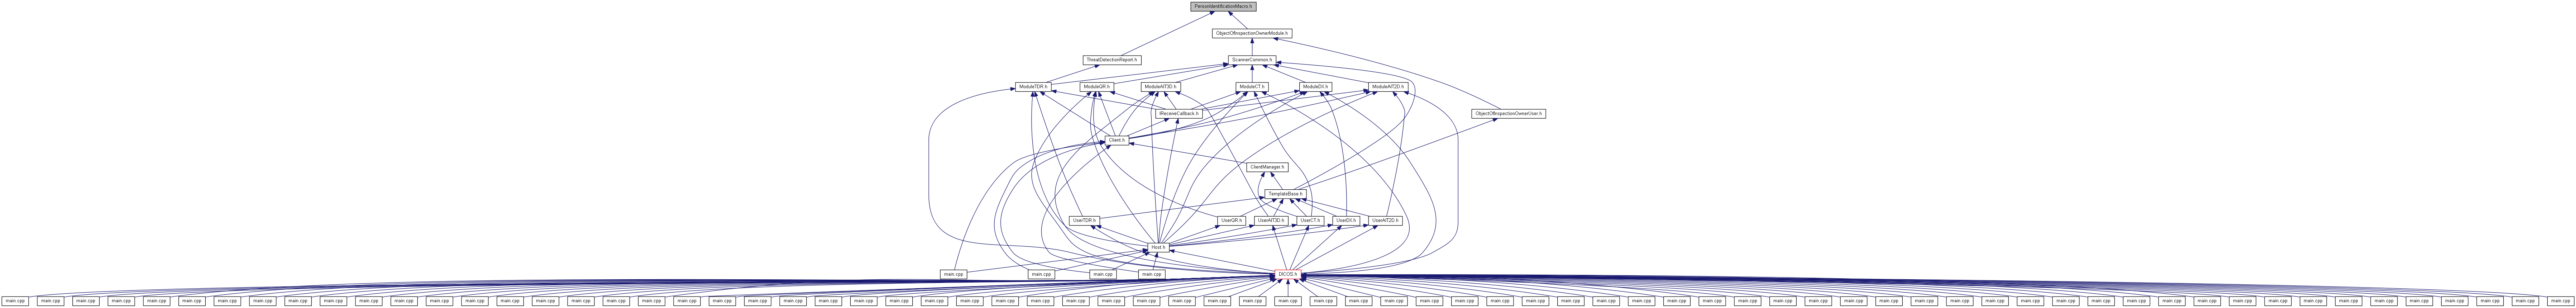 PersonIdentificationMacro.h
ObjectOfInspectionOwnerModule.h
ThreatDetectionReport.h ScannerCommon.h
ModuleTDR.h ModuleQR.h ModuleAIT3D.h ModuleCT.h ModuleDX.h ModuleAIT2D.h
IReceiveCallback.h ObjectOfInspectionOwnerUser.h
Client.h
ClientManager.h
TemplateBase.h
UserTDR.h UserQR.h UserAIT3D.h UserCT.h UserDX.h UserAIT2D.h
Host.h
main.cpp main.cpp main.cpp main.cpp DICOS.h
main.cpp main.cpp main.cpp main.cpp main.cpp main.cpp main.cpp main.cpp main.cpp main.cpp main.cpp main.cpp main.cpp main.cpp main.cpp main.cpp main.cpp main.cpp main.cpp main.cpp main.cpp main.cpp main.cpp main.cpp main.cpp main.cpp main.cpp main.cpp main.cpp main.cpp main.cpp main.cpp main.cpp main.cpp main.cpp main.cpp main.cpp main.cpp main.cpp main.cpp main.cpp main.cpp main.cpp main.cpp main.cpp main.cpp main.cpp main.cpp main.cpp main.cpp main.cpp main.cpp main.cpp main.cpp main.cpp main.cpp main.cpp main.cpp main.cpp main.cpp main.cpp main.cpp main.cpp main.cpp main.cpp main.cpp main.cpp main.cpp main.cpp main.cpp main.cpp main.cpp main.cpp